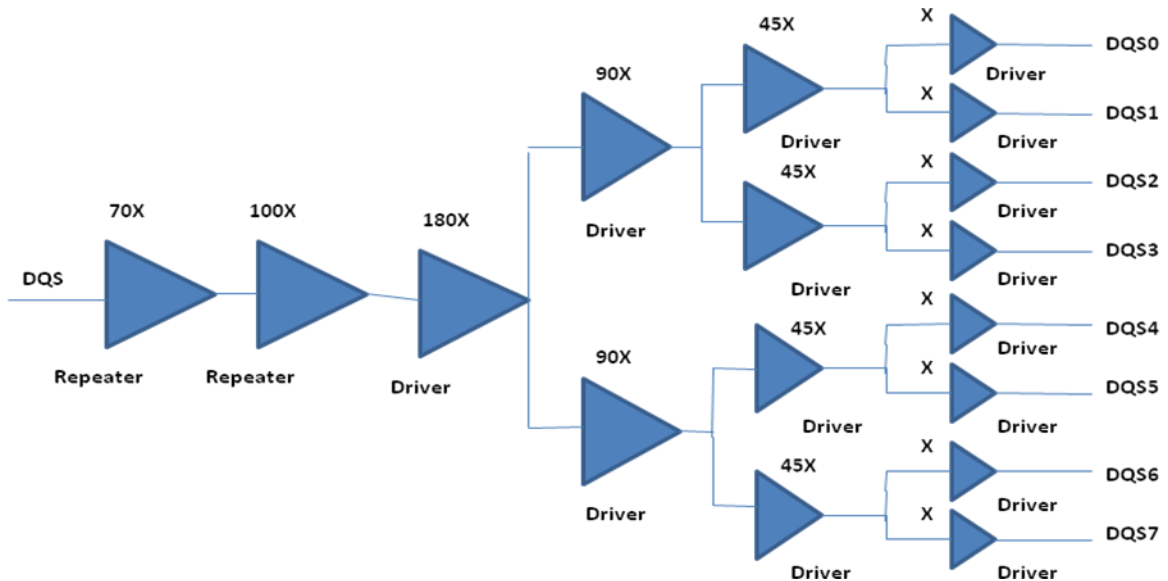 X
45X
DQS0
90X
Driver
X
DQS1
Driver
Driver
X
45X
DQS2
70X
100X
180X
Driver
Driver
X
DQS3
DQS
Driver
Driver
X
45X
DQS4
90X
Driver
Repeater
Repeater
Driver
X
DQS5
Driver
Driver
X
45X
DQS6
Driver
Driver
X
DQS7
Driver
Driver